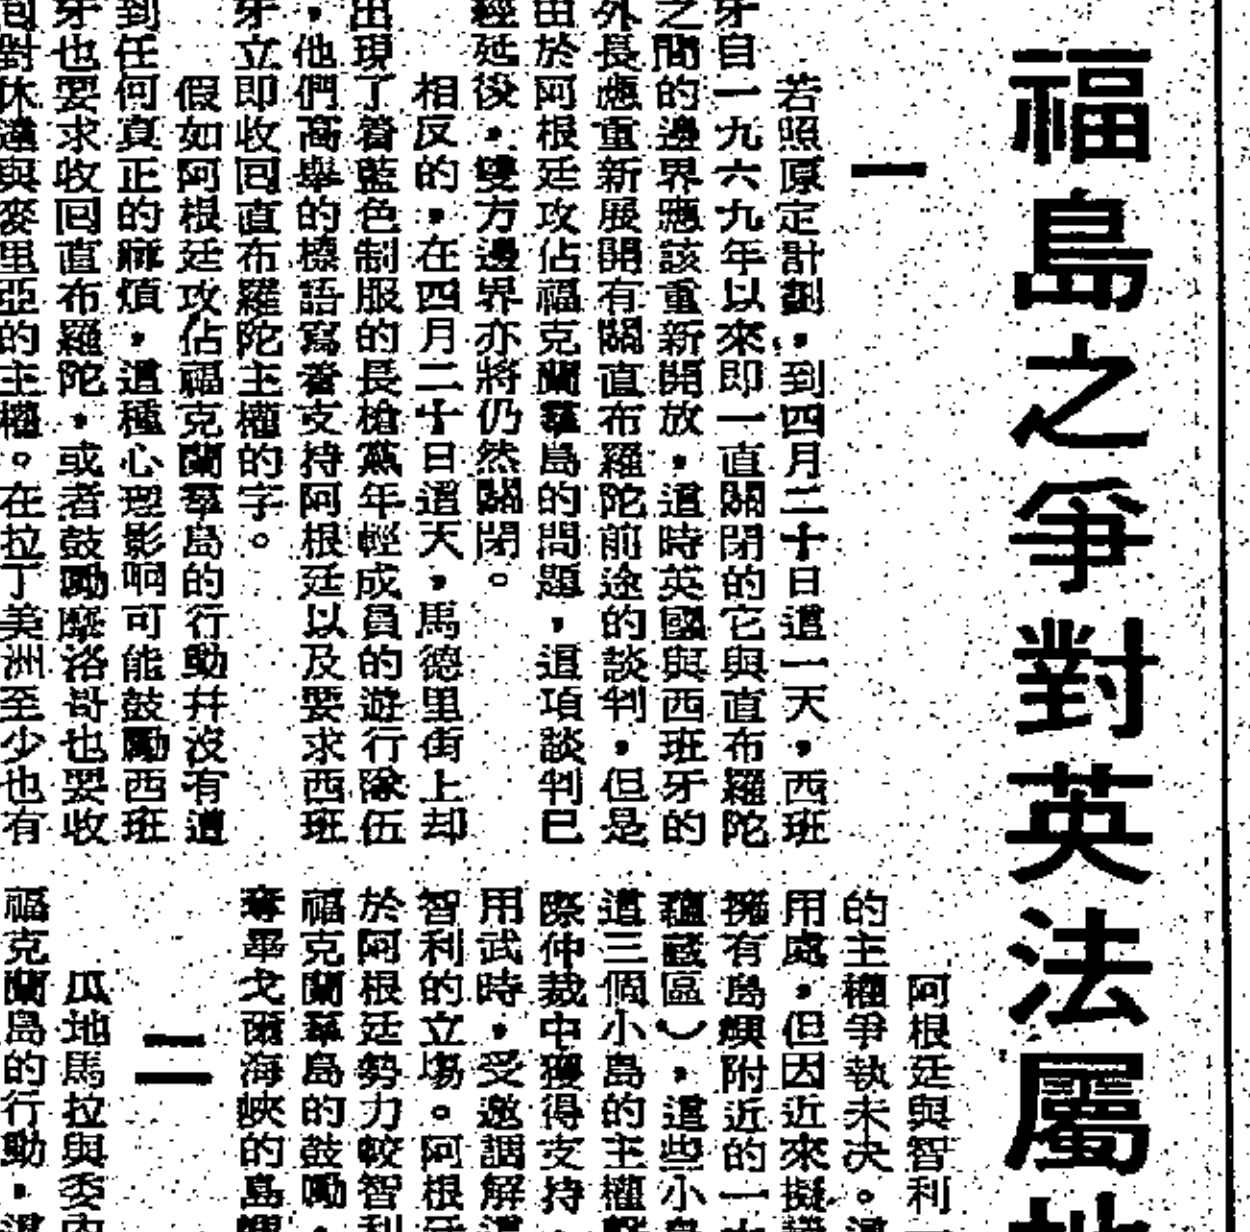 福島之爭對英法屬地
一
若照原定計劃,到四月二十日這一天,西班
牙自一九六九年以來即一直關閉的它與直布羅陀
之間的邊界應該重新開放。這時英國與西班牙的
外長應重新展開有關直布羅陀前途的談判,但是
由於阿根廷攻佔福克蘭羣島的問題,這項談判已
經延後。雙方邊界亦將仍然關閉。
相反的,在四月二十日這天,馬德里街上却
出現了着藍色制服的長槍黨年輕成員的遊行隊伍
,他們高舉的標語寫著支持阿根廷以及要求西班
牙立即收回直布羅陀主權的字。
假如阿根廷攻佔福克蘭羣島的行動幷沒有遭
到任何真正的麻煩,這種心理影响可能鼓勵西班
牙也要求收回直布羅陀,或者鼓勵摩洛哥也要收
回對休達與麥里亞的主權。在拉丁美洲至少也有
阿根廷與智利
的主權爭執未決。
用處,但因近來擬
擁有島嶼附近的一
蘊藏區),這些小
這三個小島的主權
際仲裁中獲得支持,
用武時,受邀調解
智利的立場。阿根
於阿根廷勢力較智利
福克蘭羣島的鼓勵,
奪畢戈爾海峽的島
二
瓜地馬拉與委內
福克蘭島的行動,